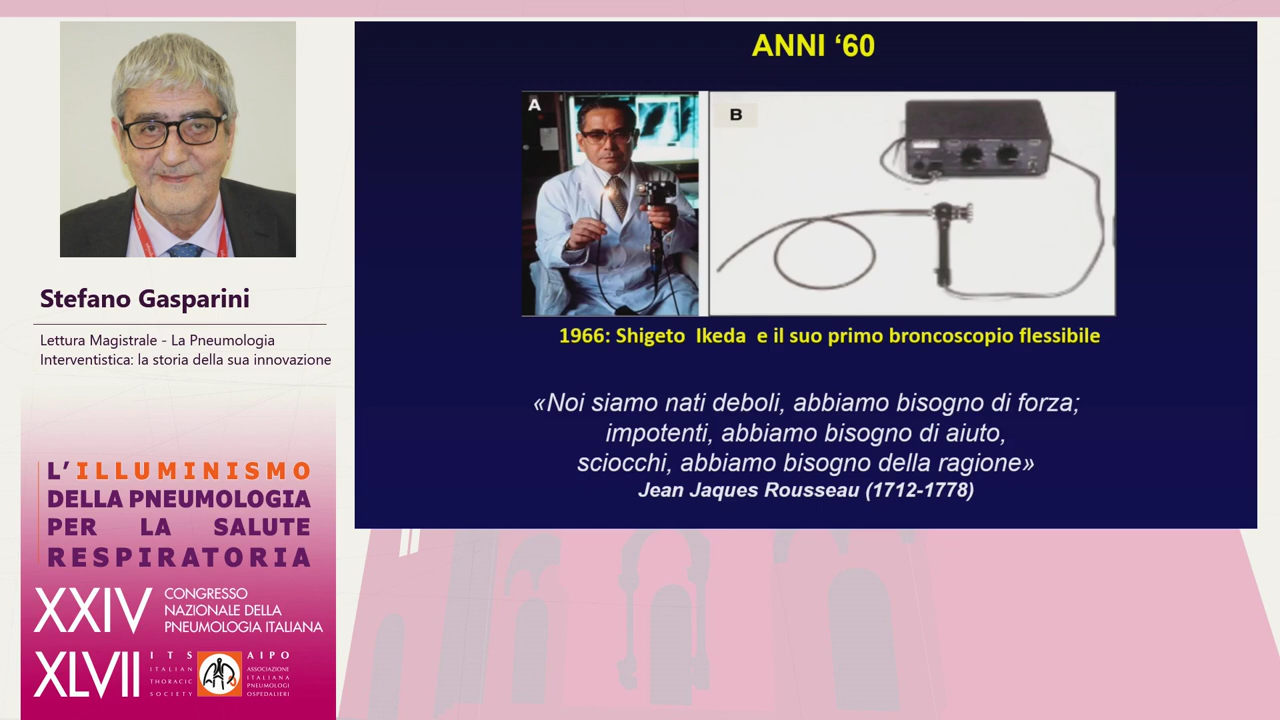 Stefano Gasparini
Lettura Magistrale - La Pneumologia
Interventistica: la storia della sua innovazione
L’ILLUMINISMO
DELLA PNEUMOLOGIA
PER LA SALUTE
RESPIRATORIA
XXIV
CONGRESSO
NAZIONALE DELLA
PNEUMOLOGIA ITALIANA
XLVII
ITS
ITALIAN
THORACIC
SOCIETY
AIPO
ASSOCIAZIONE
ITALIANA
PNEUMOLOGI
OSPEDALIERI
ANNI ‘60
A
B
1966: Shigeto Ikeda e il suo primo broncoscopio flessibile
«Noi siamo nati deboli, abbiamo bisogno di forza;
impotenti, abbiamo bisogno di aiuto,
sciocchi, abbiamo bisogno della ragione»
Jean Jaques Rousseau (1712-1778)